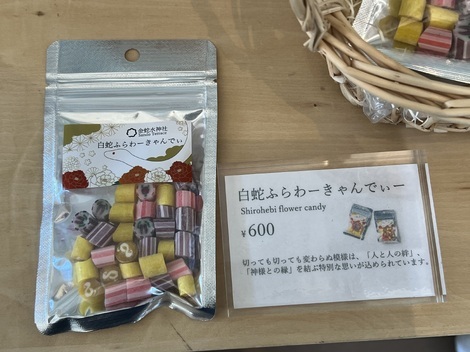 金蛇水神社
白蛇ふらわーきゃんでぃ
白蛇ふらわーきゃんでぃー
Shirohebi flower candy
¥600
切っても切っても変わらぬ模様は、「人と人の絆」、
「神様との縁」を結ぶ特別な思いが込められています。